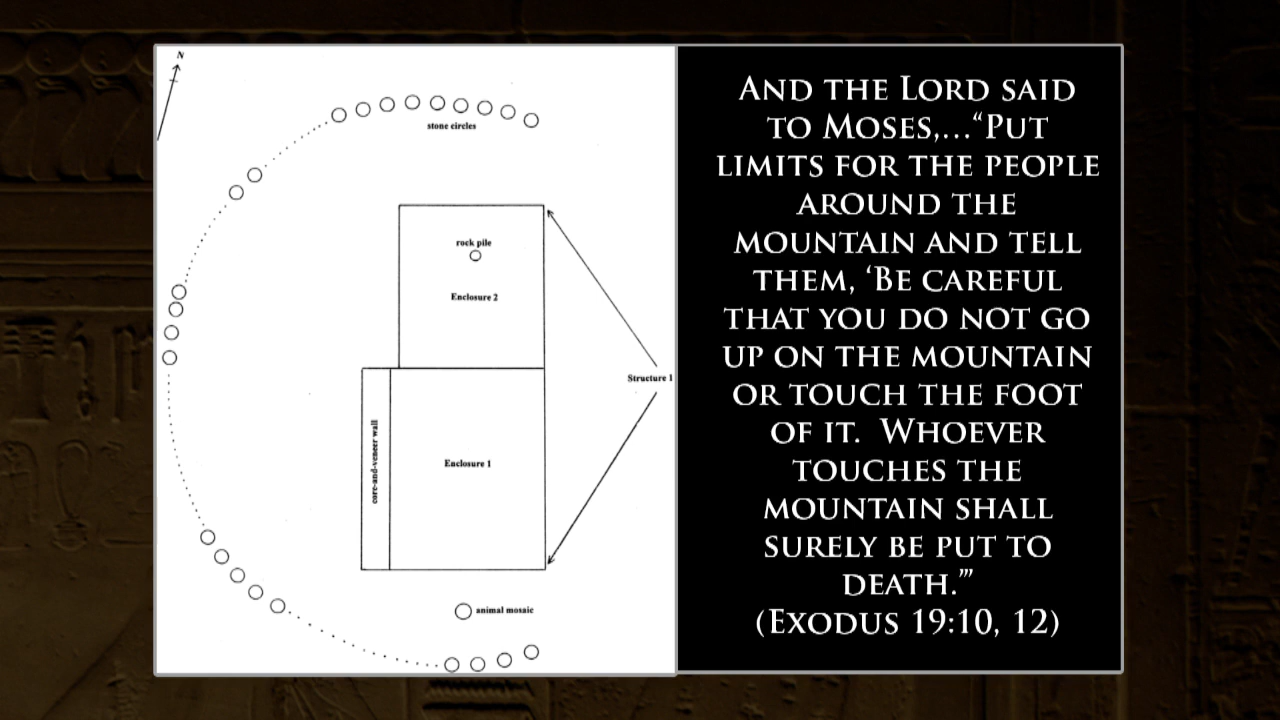 N
stone circles
rock pile
Enclosure 2
Structure 1
core-and-veneer wall
Enclosure 1
animal mosaic
And the Lord said
to Moses,…“Put
limits for the people
around the
mountain and tell
them, ‘Be careful
that you do not go
up on the mountain
or touch the foot
of it.  Whoever
touches the
mountain shall
surely be put to
death.’”
(Exodus 19:10, 12)